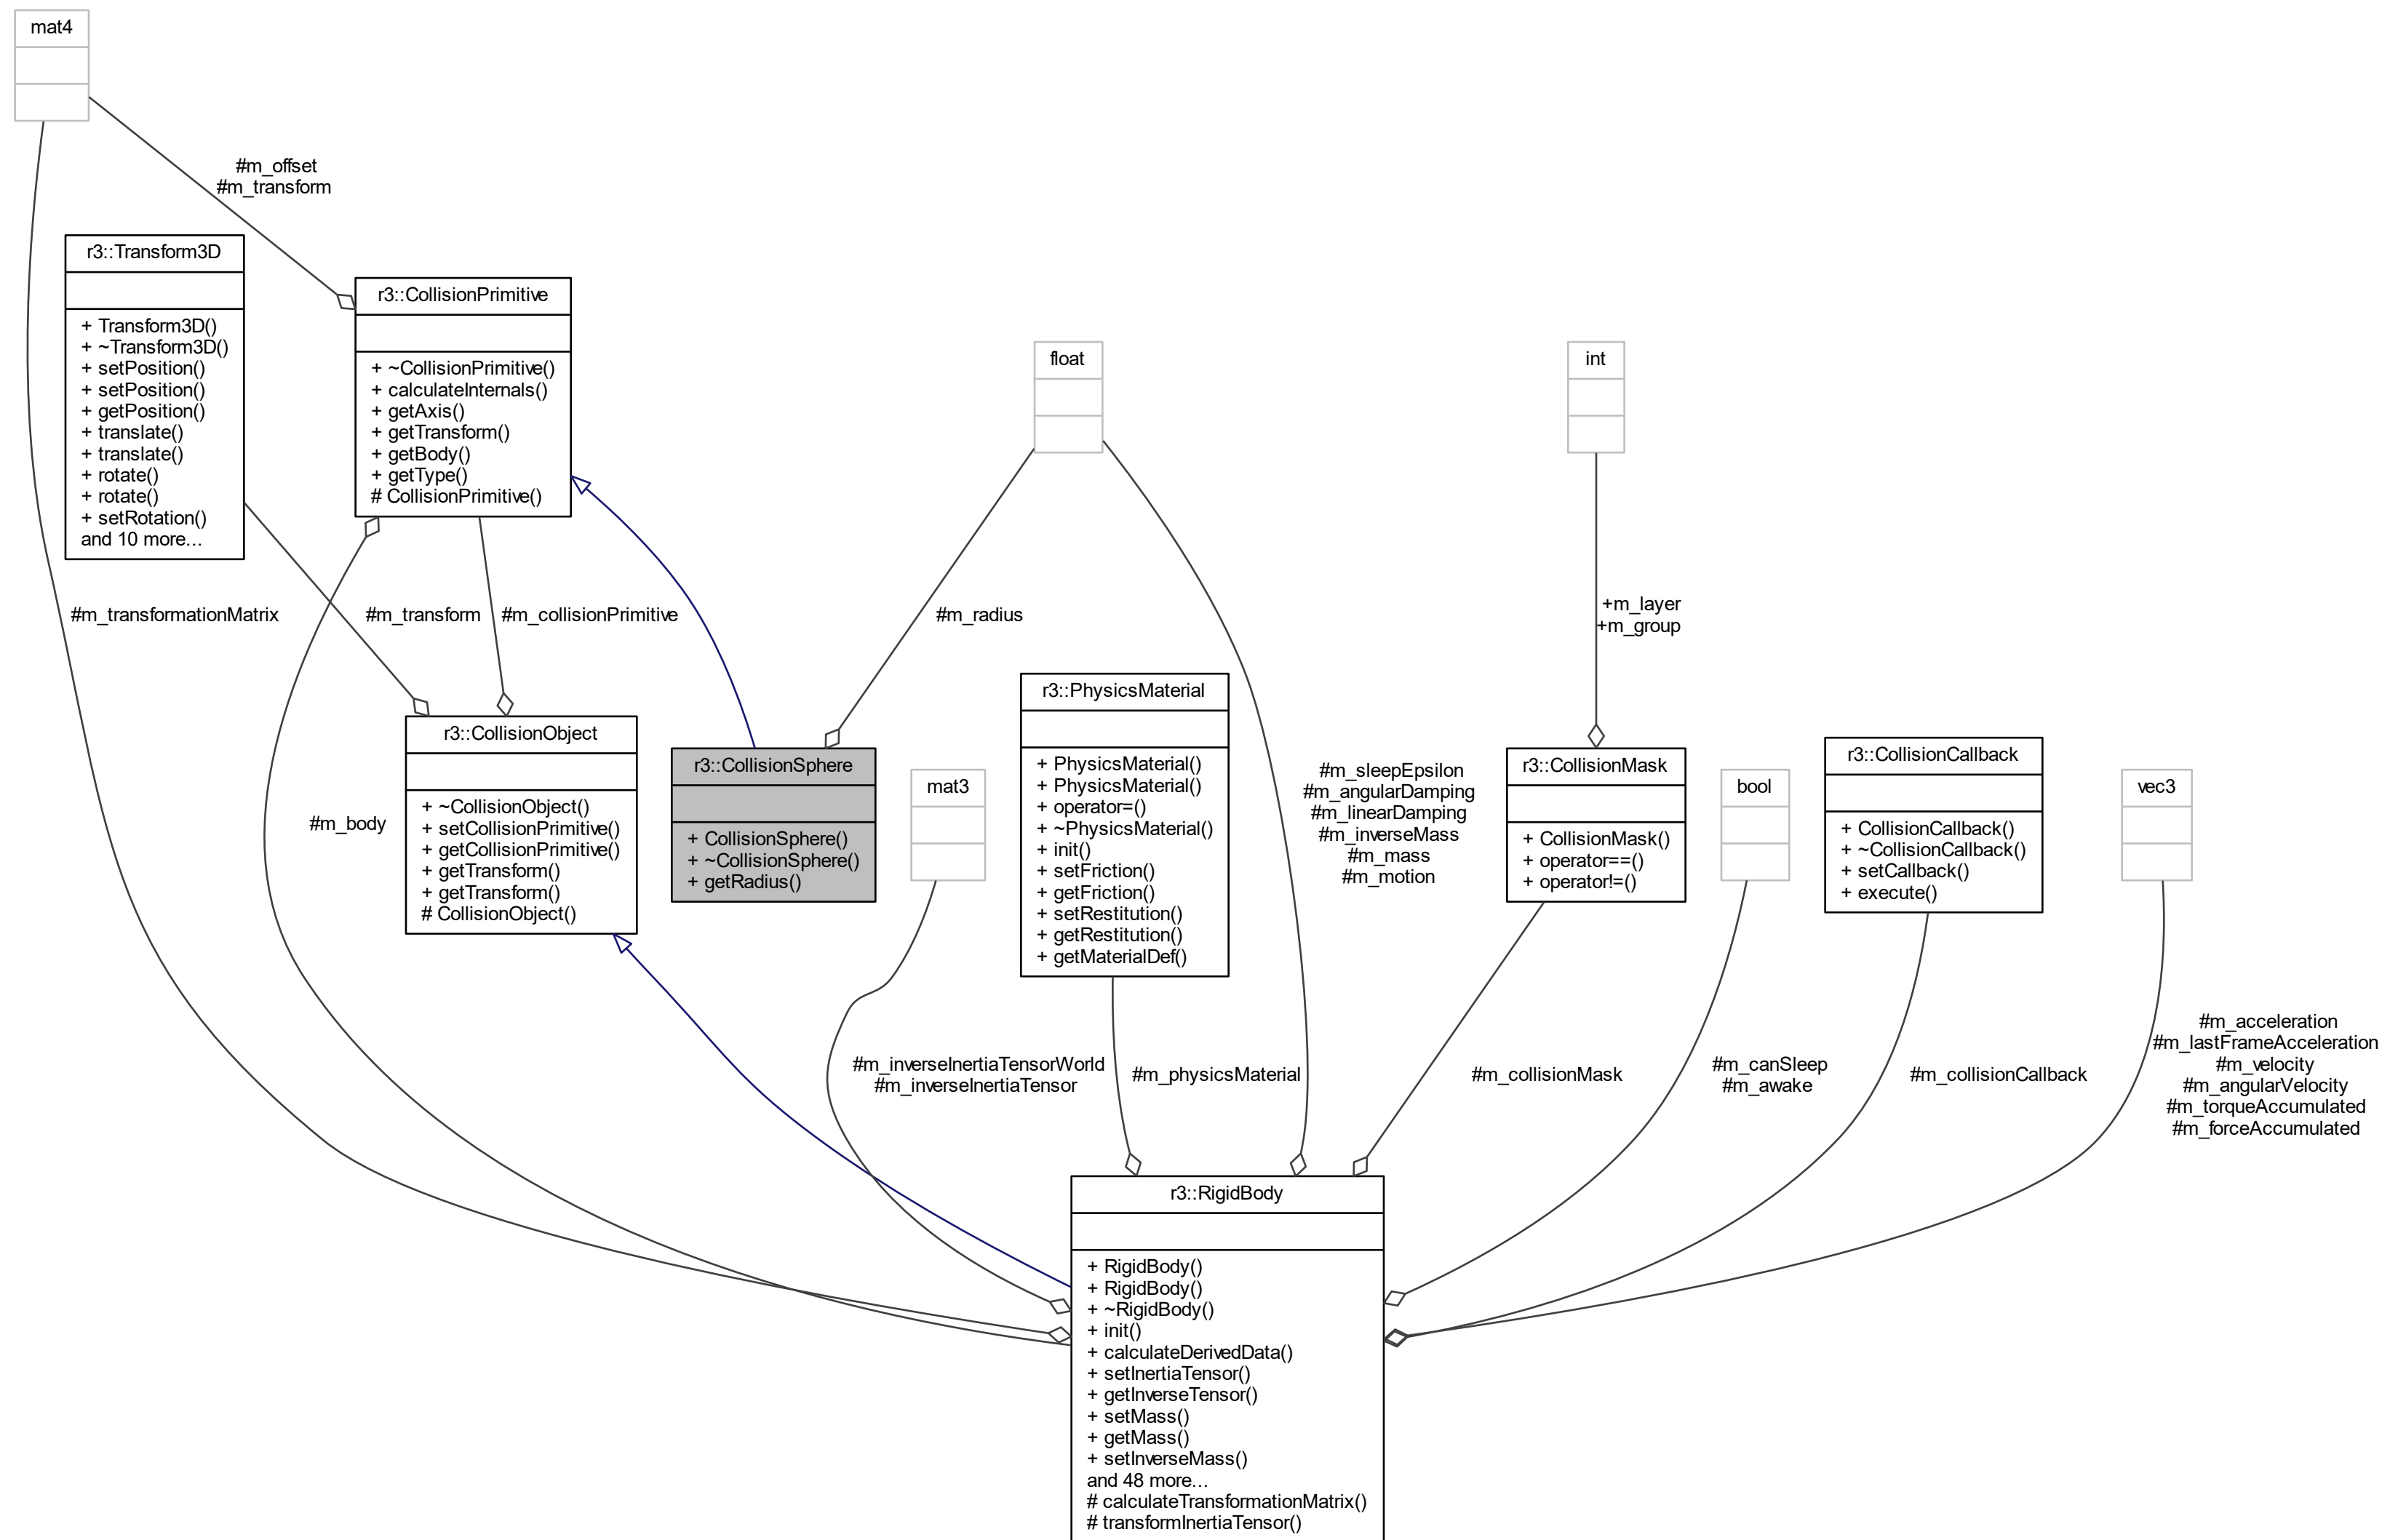 mat4
#m_offset
#m_transform
r3::Transform3D
+ Transform3D()
+ ~Transform3D()
+ setPosition()
+ setPosition()
+ getPosition()
+ translate()
+ translate()
+ rotate()
+ rotate()
+ setRotation()
and 10 more...
r3::CollisionPrimitive
+ ~CollisionPrimitive()
+ calculateInternals()
+ getAxis()
+ getTransform()
+ getBody()
+ getType()
# CollisionPrimitive()
float
int
#m_transformationMatrix
#m_transform
#m_collisionPrimitive
#m_radius
+m_layer
+m_group
#m_body
r3::CollisionObject
+ ~CollisionObject()
+ setCollisionPrimitive()
+ getCollisionPrimitive()
+ getTransform()
+ getTransform()
# CollisionObject()
r3::CollisionSphere
+ CollisionSphere()
+ ~CollisionSphere()
+ getRadius()
mat3
r3::PhysicsMaterial
+ PhysicsMaterial()
+ PhysicsMaterial()
+ operator=()
+ ~PhysicsMaterial()
+ init()
+ setFriction()
+ getFriction()
+ setRestitution()
+ getRestitution()
+ getMaterialDef()
#m_sleepEpsilon
#m_angularDamping
#m_linearDamping
#m_inverseMass
#m_mass
#m_motion
r3::CollisionMask
+ CollisionMask()
+ operator==()
+ operator!=()
bool
r3::CollisionCallback
+ CollisionCallback()
+ ~CollisionCallback()
+ setCallback()
+ execute()
vec3
#m_inverseInertiaTensorWorld
#m_inverseInertiaTensor
#m_physicsMaterial
#m_collisionMask
#m_canSleep
#m_awake
#m_collisionCallback
#m_acceleration
#m_lastFrameAcceleration
#m_velocity
#m_angularVelocity
#m_torqueAccumulated
#m_forceAccumulated
r3::RigidBody
+ RigidBody()
+ RigidBody()
+ ~RigidBody()
+ init()
+ calculateDerivedData()
+ setInertiaTensor()
+ getInverseTensor()
+ setMass()
+ getMass()
+ setInverseMass()
and 48 more...
# calculateTransformationMatrix()
# transformInertiaTensor()